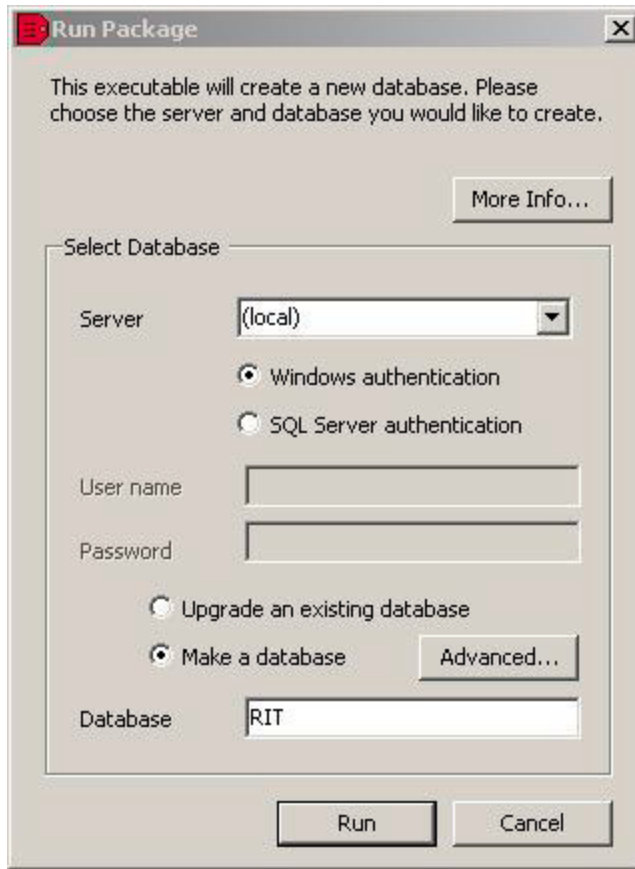 Run Package
This executable will create a new database. Please
choose the server and database you would like to create.
More Info...
Select Database
Server (local)
Windows authentication
SQL Server authentication
User name
Password
Upgrade an existing database
Make a database Advanced...
Database RIT
Run Cancel